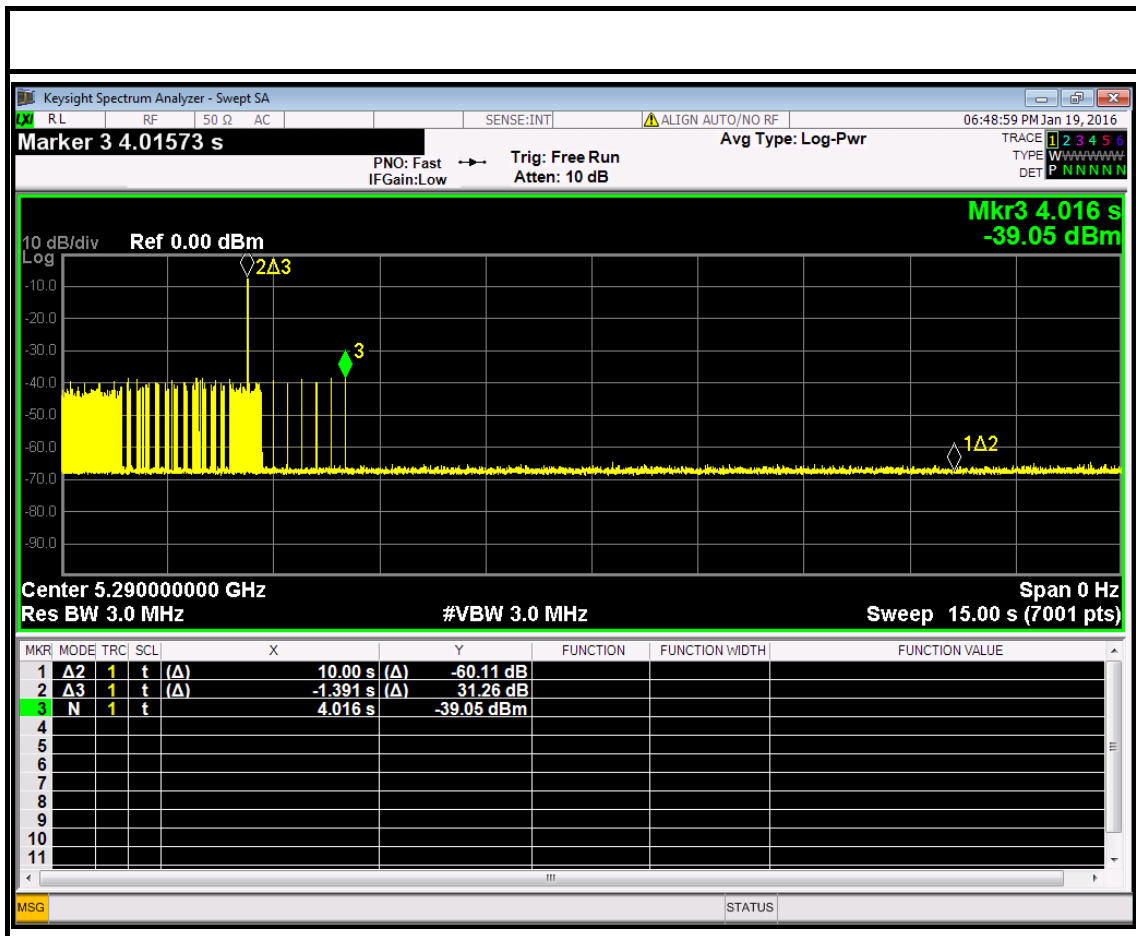 Keysight Spectrum Analyzer - Swept SA
LXI RL RF 50 Ω AC SENSE:INT ALIGN AUTO/NO RF 06:48:59 PM Jan 19, 2016
Marker 3 4.01573 s
PNO: Fast
IFGain:Low
Trig: Free Run
Atten: 10 dB
Avg Type: Log-Pwr
TRACE 1 2 3 4 5 6
TYPE W
DET P N N N N N
Mkr3 4.016 s
-39.05 dBm
10 dB/div Ref 0.00 dBm
Log
2Δ3
-10.0
-20.0
-30.0
3
-40.0
-50.0
-60.0
1Δ2
-70.0
-80.0
-90.0
Center 5.290000000 GHz Span 0 Hz
Res BW 3.0 MHz #VBW 3.0 MHz Sweep 15.00 s (7001 pts)
MKR MODE TRC SCL X Y FUNCTION FUNCTION WIDTH FUNCTION VALUE
1 Δ2 1 t (Δ) 10.00 s (Δ) -60.11 dB
2 Δ3 1 t (Δ) -1.391 s (Δ) 31.26 dB
3 N 1 t 4.016 s -39.05 dBm
4
5
6
7
8
9
10
11
MSG STATUS